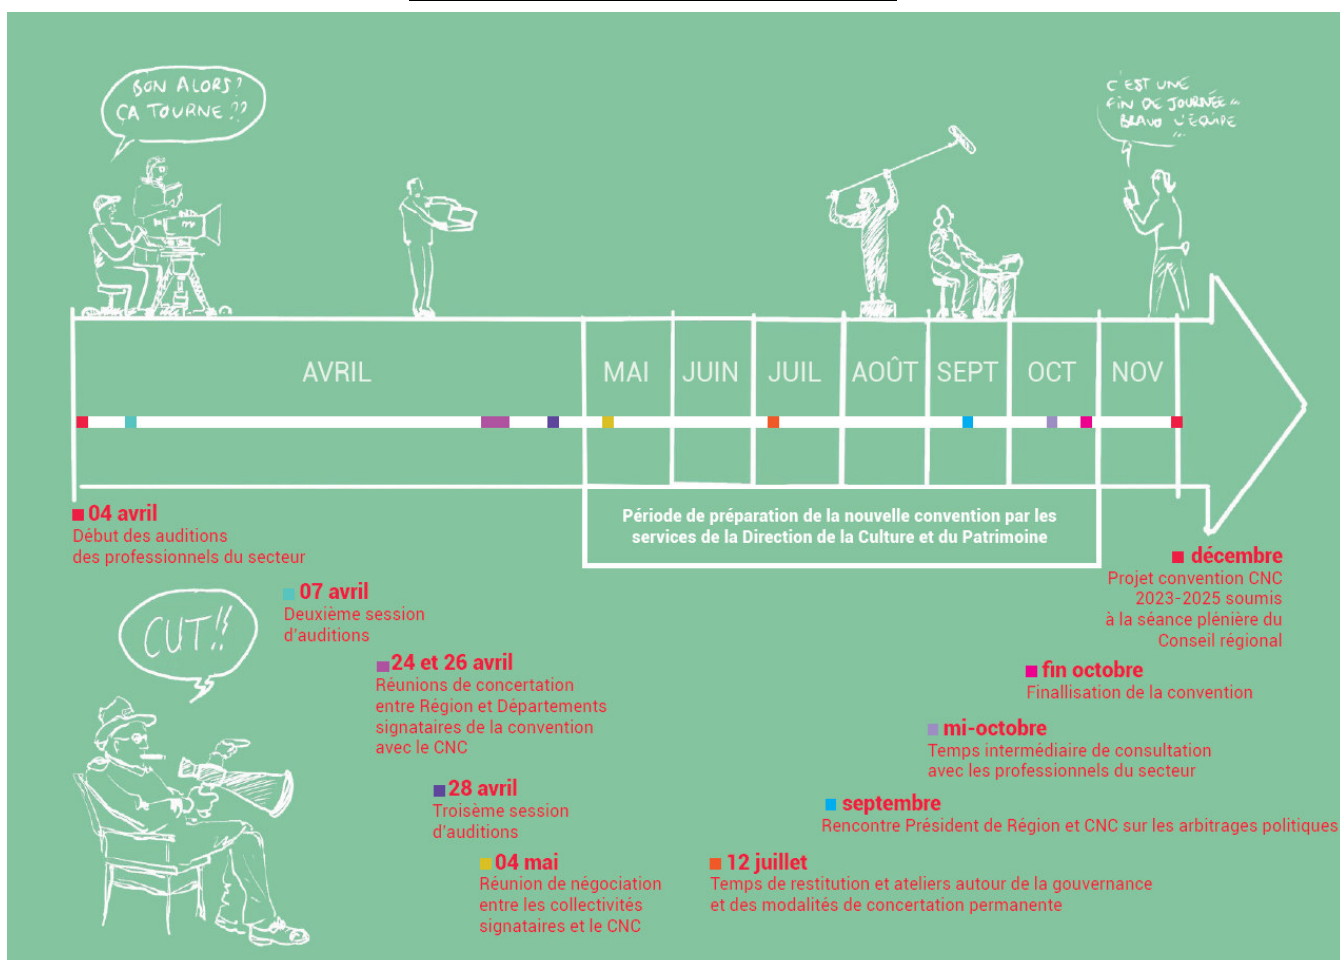 BON ALORS?
ÇA TOURNE??
C'EST UNE
FIN DE JOURNÉE...
BRAVO L'ÉQUIPE
...
AVRIL
MAI
JUIN
JUIL
AOÛT
SEPT
OCT
NOV
04 avril
Début des auditions
des professionnels du secteur
Période de préparation de la nouvelle convention par les
services de la Direction de la Culture et du Patrimoine
décembre
Projet convention CNC
2023-2025 soumis
à la séance plénière du
Conseil régional
07 avril
Deuxième session
d'auditions
CUT!!
24 et 26 avril
Réunions de concertation
entre Région et Départements
signataires de la convention
avec le CNC
fin octobre
Finallisation de la convention
mi-octobre
Temps intermédiaire de consultation
avec les professionnels du secteur
28 avril
Troisème session
d'auditions
septembre
Rencontre Président de Région et CNC sur les arbitrages politiques
04 mai
Réunion de négociation
entre les collectivités
signataires et le CNC
12 juillet
Temps de restitution et ateliers autour de la gouvernance
et des modalités de concertation permanente